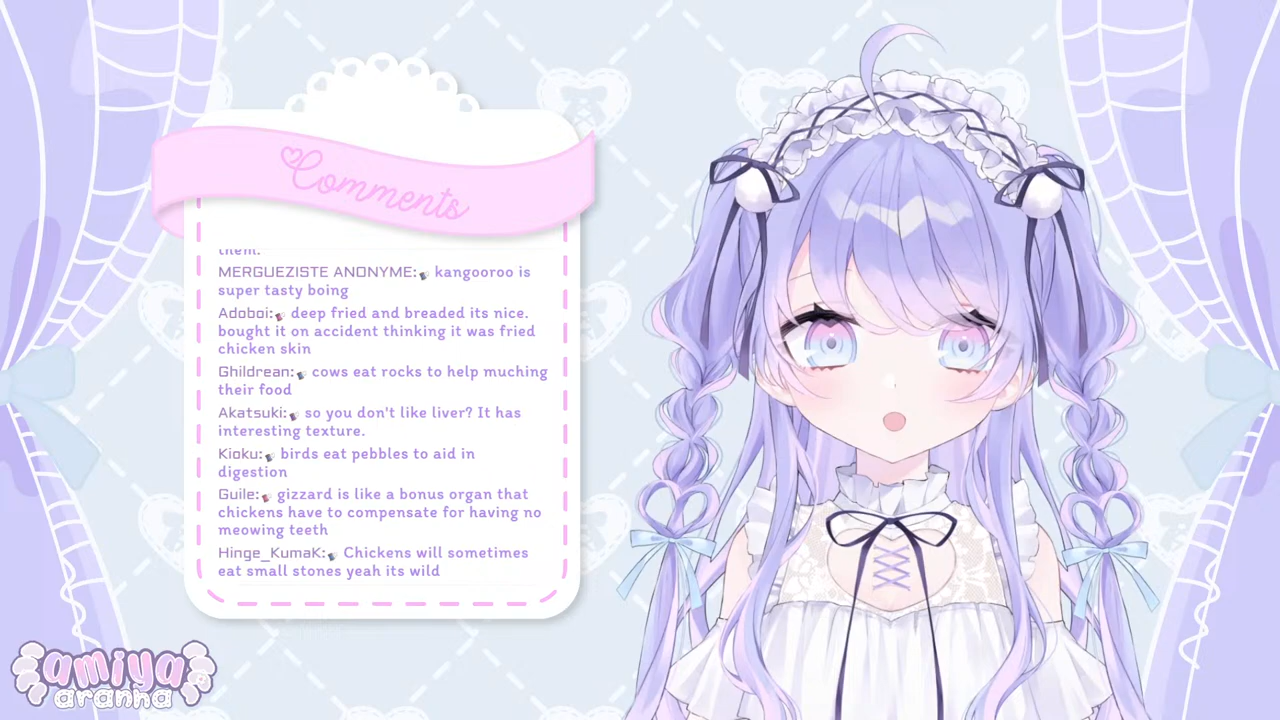 Comments
them.
MERGUEZISTE ANONYME: kangooroo is
super tasty boing
Adoboi: deep fried and breaded its nice.
bought it on accident thinking it was fried
chicken skin
Ghildrean: cows eat rocks to help muching
their food
Akatsuki: so you don't like liver? It has
interesting texture.
Kioku: birds eat pebbles to aid in
digestion
Guile: gizzard is like a bonus organ that
chickens have to compensate for having no
meowing teeth
Hinge_KumaK: Chickens will sometimes
eat small stones yeah its wild
amiya
aranha